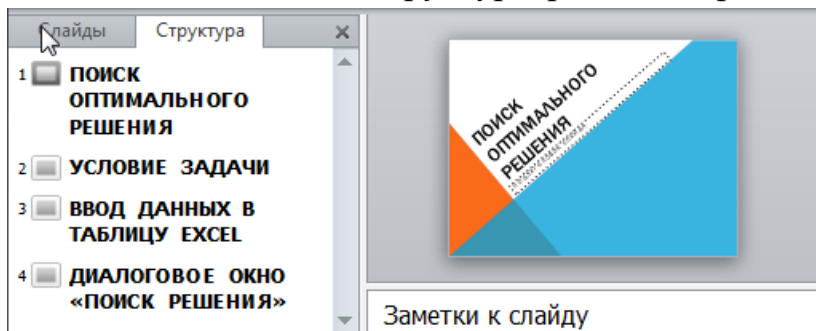 Слайды Структура
1 ПОИСК
ОПТИМАЛЬНОГО
РЕШЕНИЯ
2 УСЛОВИЕ ЗАДАЧИ
3 ВВОД ДАННЫХ В
ТАБЛИЦУ EXCEL
4 ДИАЛОГОВОЕ ОКНО
«ПОИСК РЕШЕНИЯ»
ПОИСК
ОПТИМАЛЬНОГО
РЕШЕНИЯ
Заметки к слайду